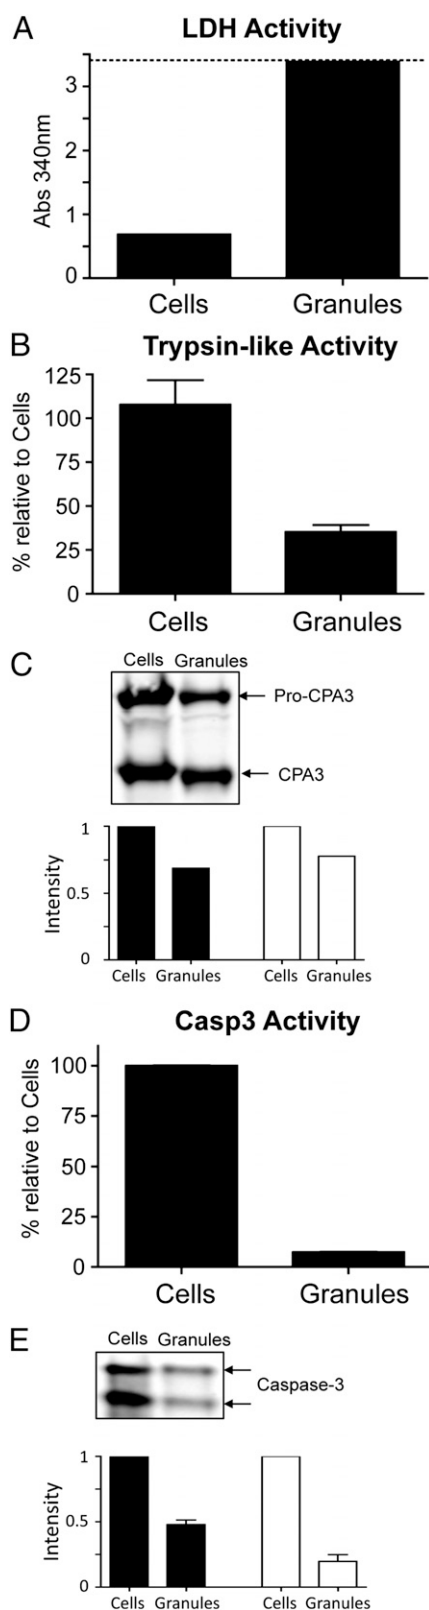 A
LDH Activity
Abs 340nm
3
2
1
0
Cells Granules
B
Trypsin-like Activity
% relative to Cells
125
100
75
50
25
0
Cells Granules
C
Cells Granules
Pro-CPA3
CPA3
Intensity
1
0.5
0
Cells Granules Cells Granules
D
Casp3 Activity
% relative to Cells
100
75
50
25
0
Cells Granules
E
Cells Granules
Caspase-3
Intensity
1
0.5
0
Cells Granules Cells Granules